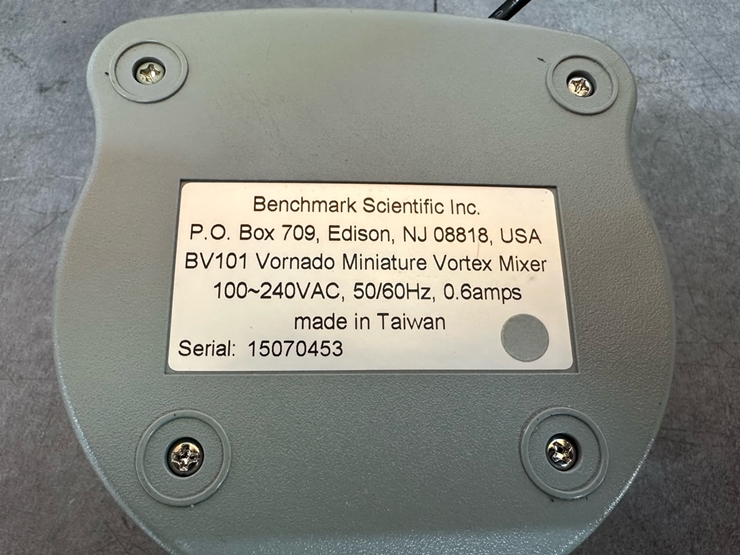 Benchmark Scientific Inc.
P.O. Box 709, Edison, NJ 08818, USA
BV101 Vornado Miniature Vortex Mixer
100~240VAC, 50/60Hz, 0.6amps
made in Taiwan
Serial: 15070453